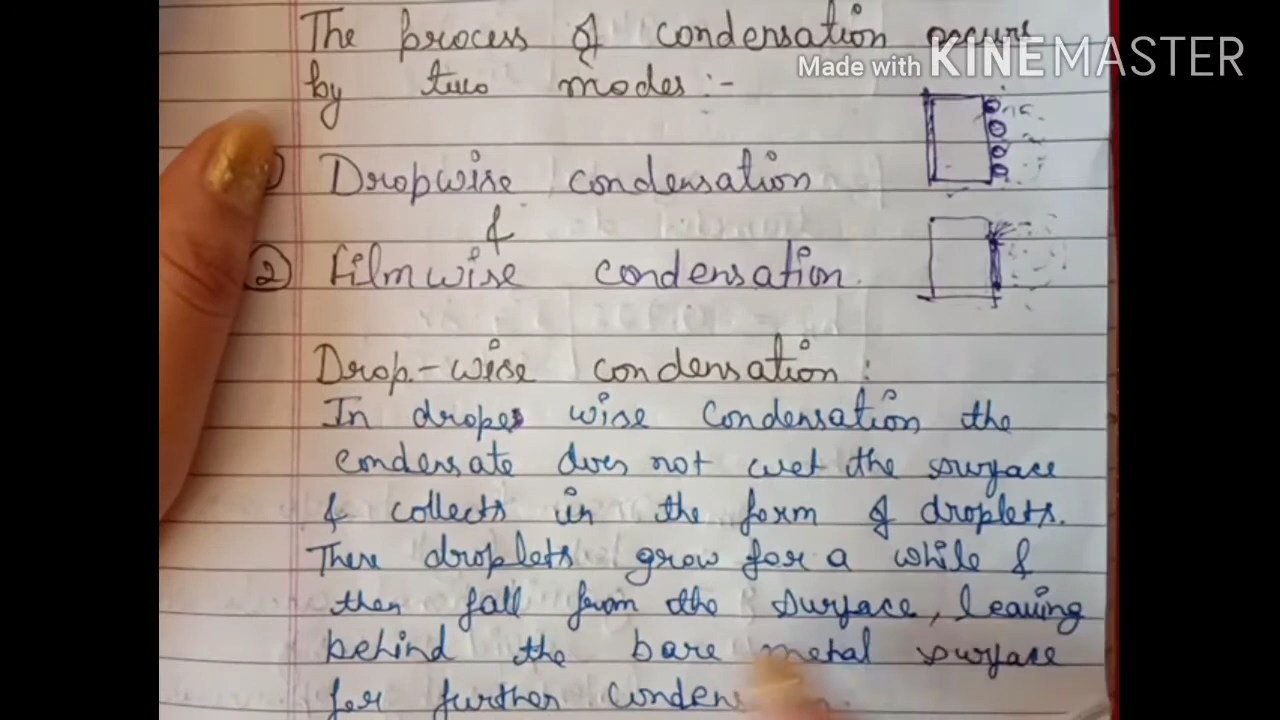 The process of condensation occurs
Made with KINEMASTER
by two modes :-
Dropwise condensation
&
② Filmwise condensation.
Drop-wise condensation :
In dropes wise Condensation the
condensate does not wet the surface
& collects in the form of droplets.
These droplets grow for a while &
then fall from the surface, leaving
behind the bare metal surface
for further